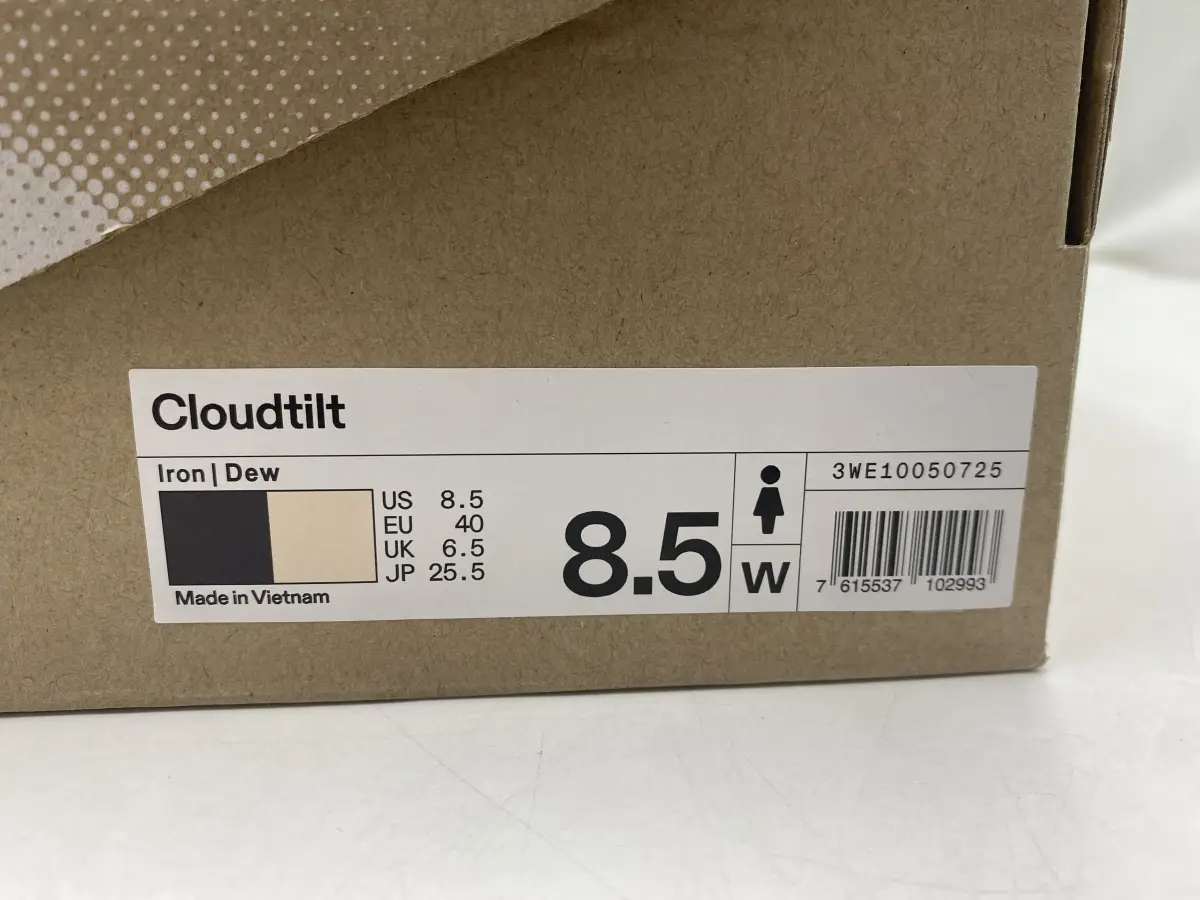 Cloudtilt
Iron | Dew
US 8.5
EU 40
UK 6.5
JP 25.5
Made in Vietnam
8.5
W
3WE10050725
7 615537 102993